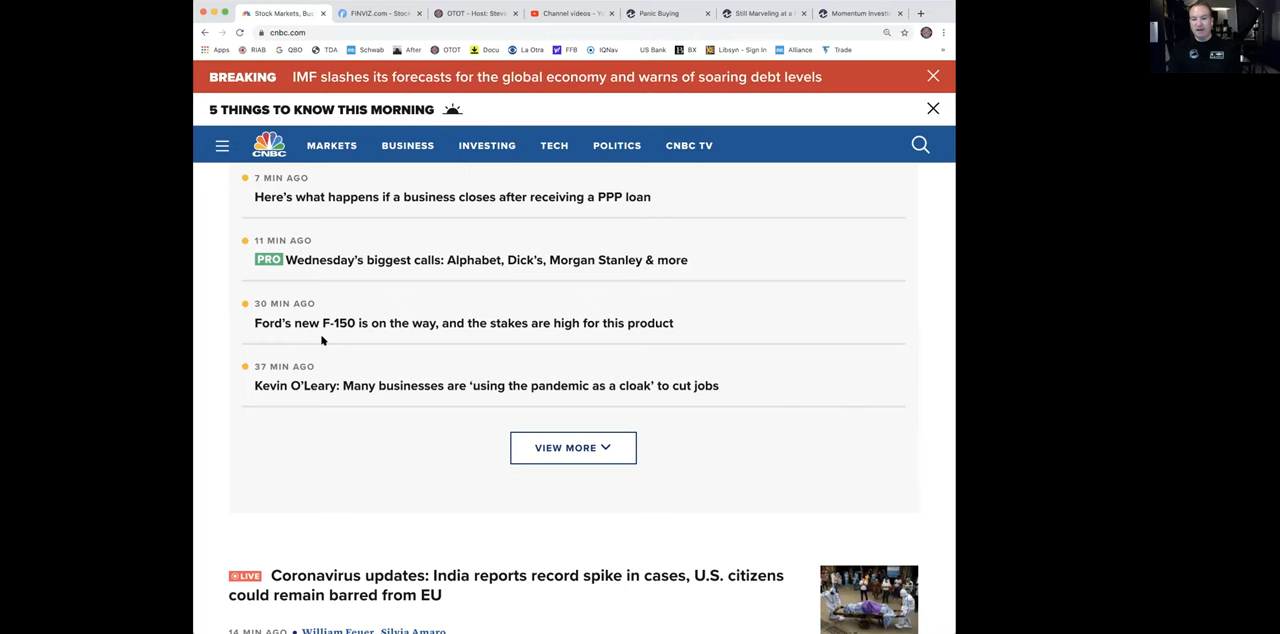 Stock Markets, Bus
FINVIZ.com - Stoc
OTOT - Host: Steve
Channel videos - Y
Panic Buying
Still Marveling at a
Momentum Investi
cnbc.com
Apps RIAB QBO TDA Schwab After OTOT Docu La Otra FFB IQNav US Bank BX Libsyn - Sign In Alliance Trade »
BREAKING IMF slashes its forecasts for the global economy and warns of soaring debt levels
5 THINGS TO KNOW THIS MORNING
CNBC MARKETS BUSINESS INVESTING TECH POLITICS CNBC TV
7 MIN AGO
Here's what happens if a business closes after receiving a PPP loan
11 MIN AGO
PRO Wednesday's biggest calls: Alphabet, Dick's, Morgan Stanley & more
30 MIN AGO
Ford's new F-150 is on the way, and the stakes are high for this product
37 MIN AGO
Kevin O'Leary: Many businesses are ‘using the pandemic as a cloak’ to cut jobs
VIEW MORE
LIVE Coronavirus updates: India reports record spike in cases, U.S. citizens
could remain barred from EU
14 MIN AGO • William Feuer, Silvia Amaro